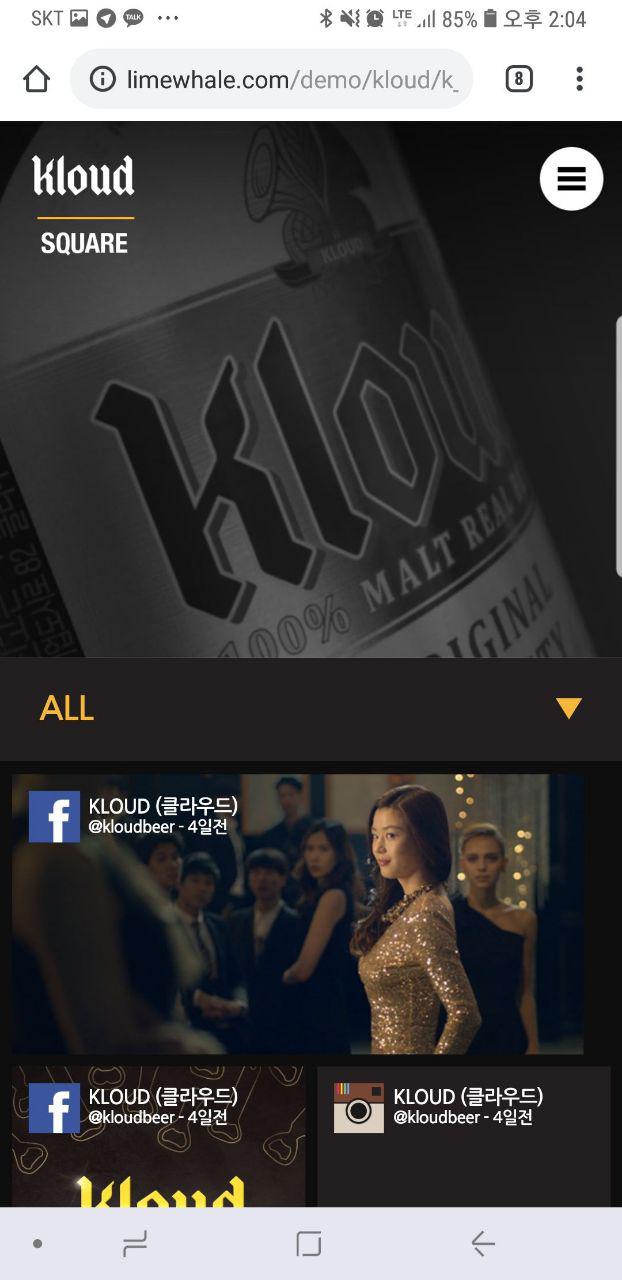 SKT TALK LTE 85% 오후 2:04
limewhale.com/demo/kloud/k_
8
kloud
SQUARE
KLOUD
Klou
100% MALT REAL
ORIGINAL
ALL
KLOUD (클라우드)
@kloudbeer - 4일전
KLOUD (클라우드)
@kloudbeer - 4일전
KLOUD (클라우드)
@kloudbeer - 4일전
Kloud